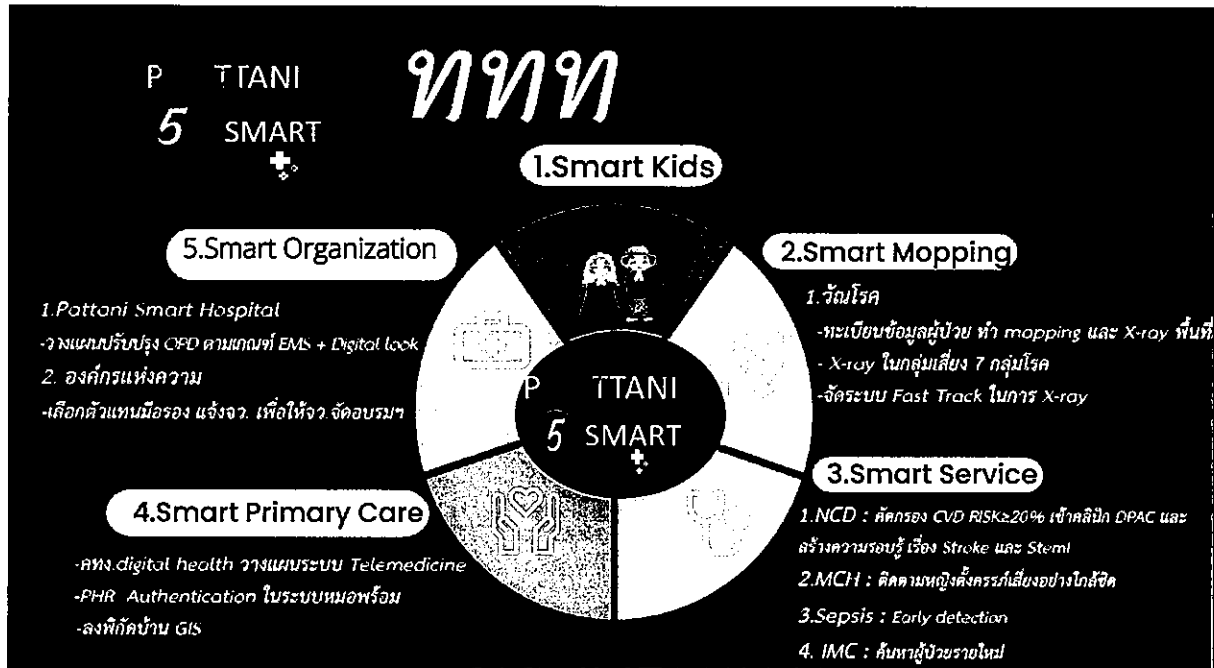 P TTANI
5 SMART
ททท
1.Smart Kids
2.Smart Mopping
1.วัณโรค
-ทะเบียนข้อมูลผู้ป่วย ทำ mapping และ X-ray พื้นที่
- X-ray ในกลุ่มเสี่ยง 7 กลุ่มโรค
-จัดระบบ Fast Track ในการ X-ray
3.Smart Service
1.NCD : คัดกรอง CVD RISK≥20% เข้าคลินิก DPAC และ
สร้างความรอบรู้ เรื่อง Stroke และ Stemi
2.MCH : ติดตามหญิงตั้งครรภ์เสี่ยงอย่างใกล้ชิด
3.Sepsis : Early detection
4. IMC : ค้นหาผู้ป่วยรายใหม่
4.Smart Primary Care
-คทง.digital health วางแผนระบบ Telemedicine
-PHR Authentication ในระบบหมอพร้อม
-ลงพิกัดบ้าน GIS
5.Smart Organization
1.Pattani Smart Hospital
-วางแผนปรับปรุง OPD ตามเกณฑ์ EMS + Digital look
2. องค์กรแห่งความ
-เลือกตัวแทนมือรอง แจ้งจว. เพื่อให้จว.จัดอบรมฯ
P TTANI
5 SMART